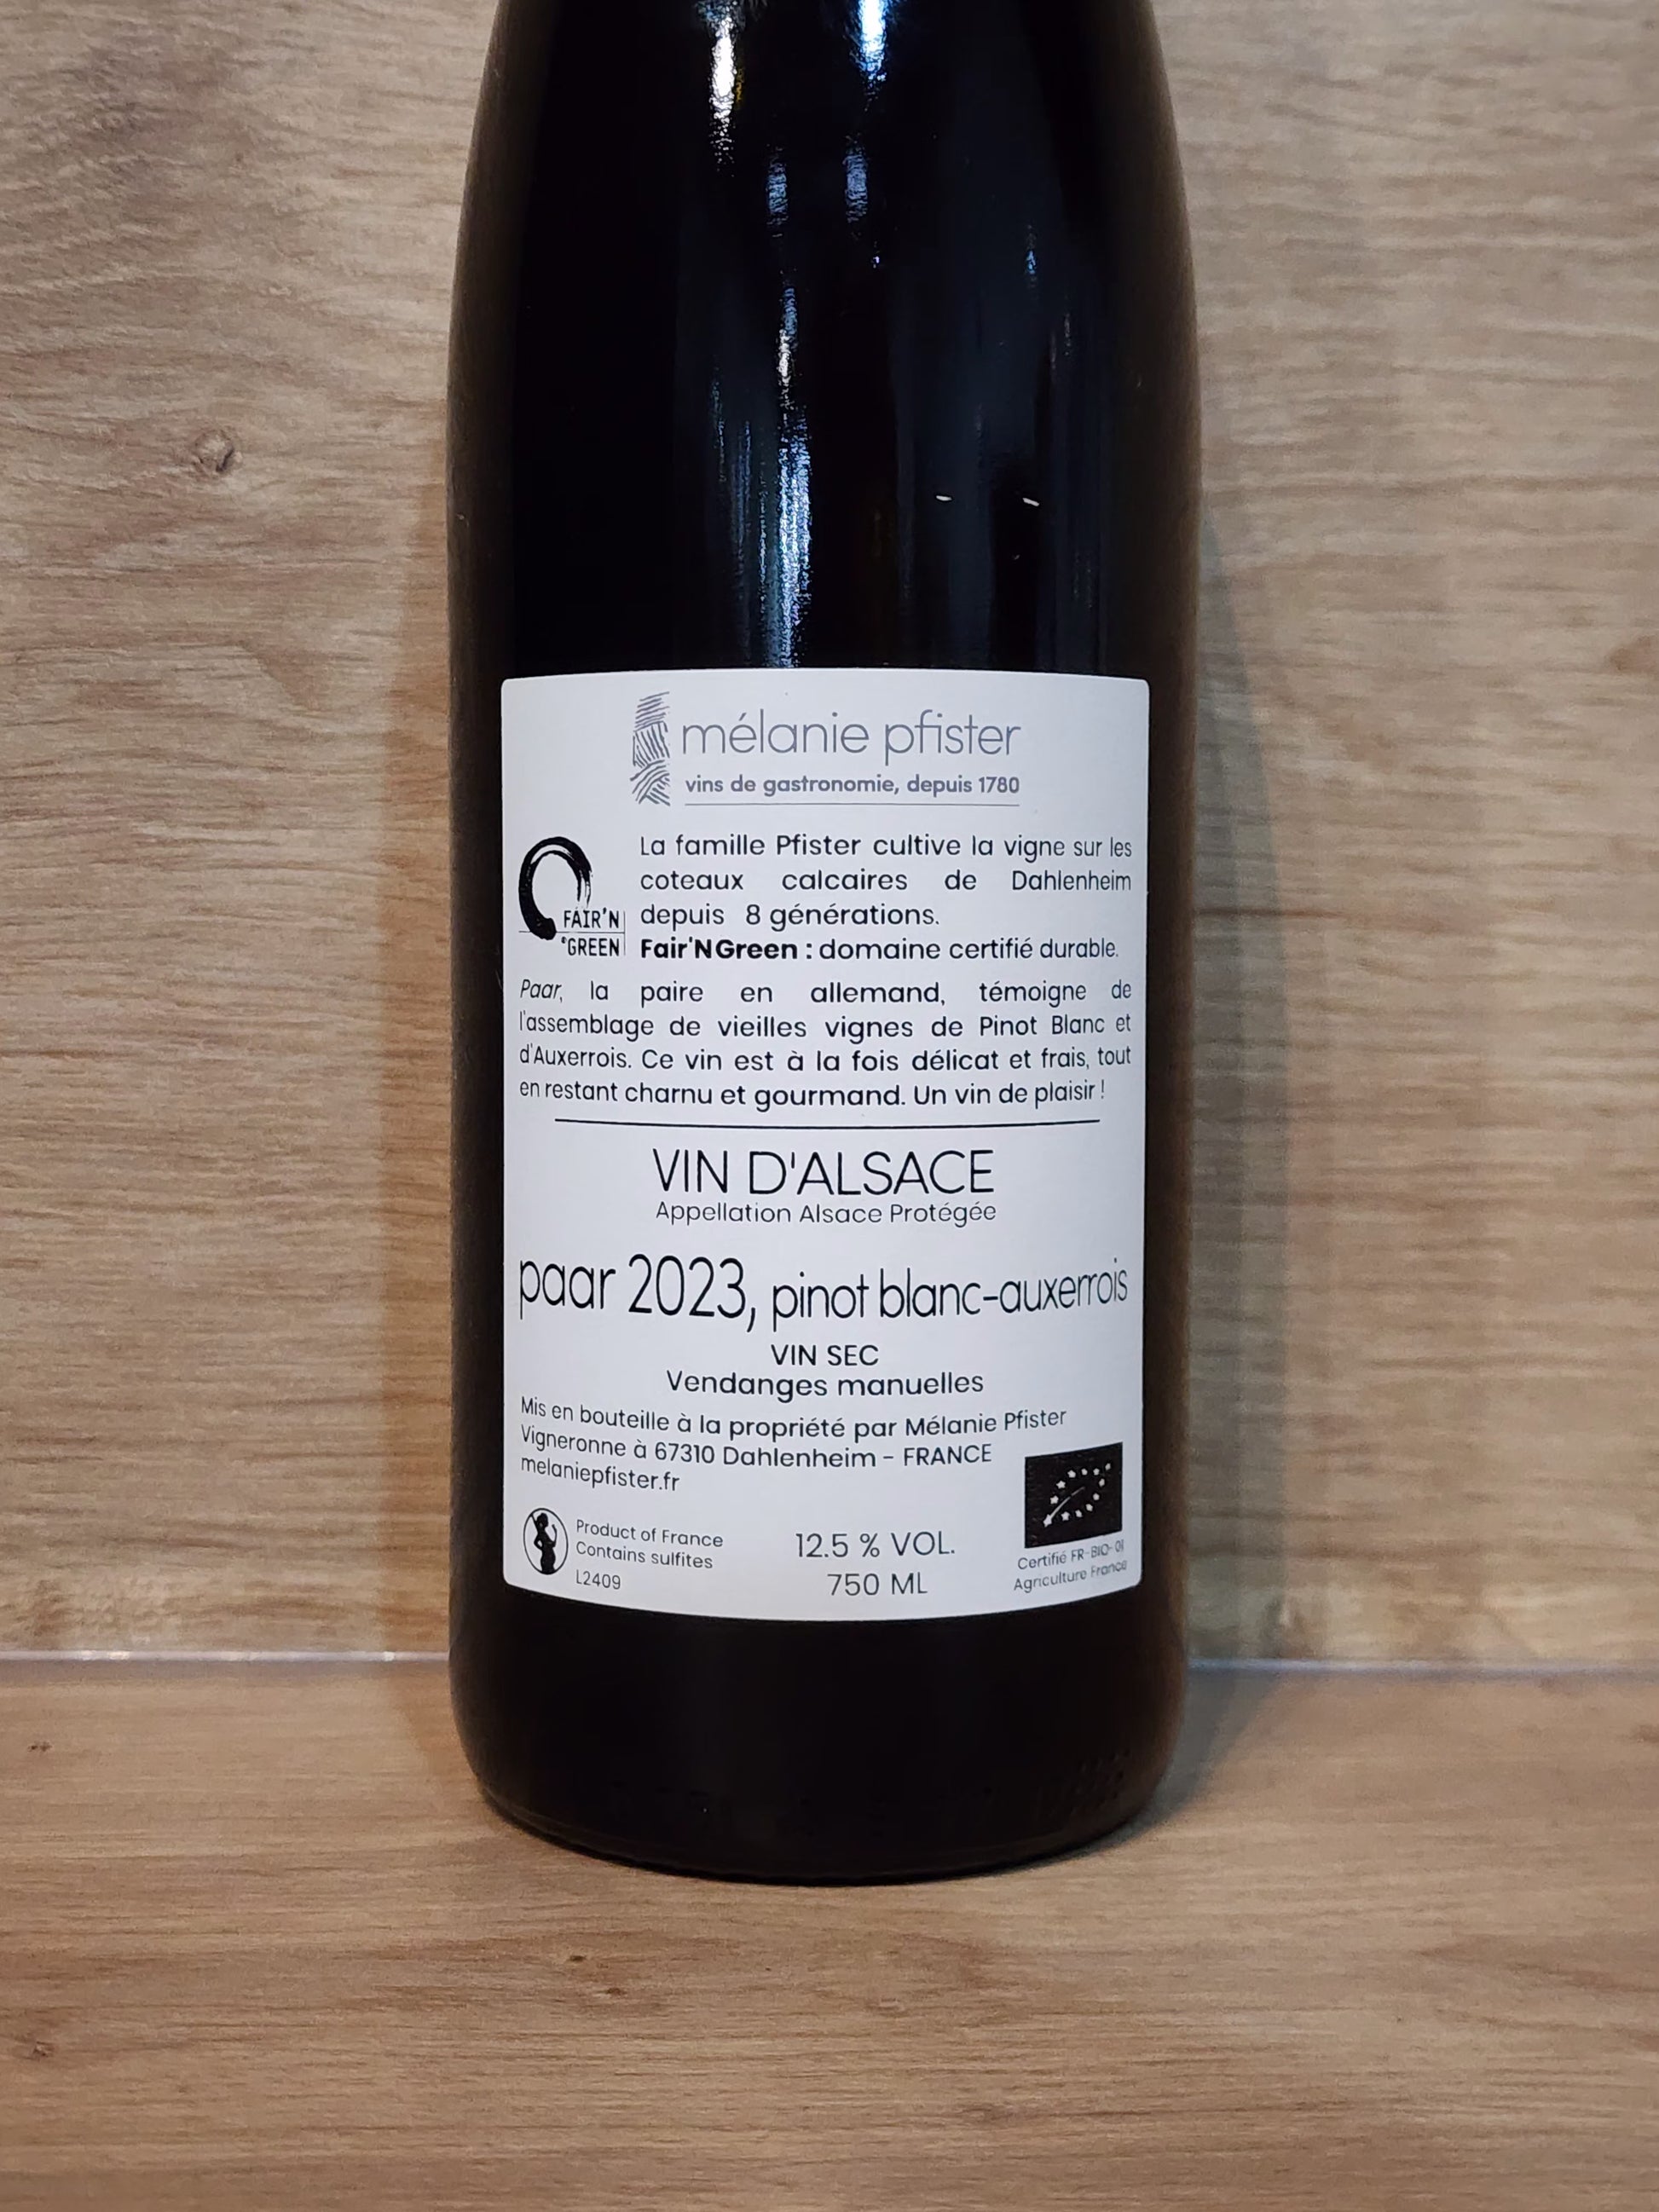 mélanie pfister
vins de gastronomie, depuis 1780
FAIR'N
GREEN
La famille Pfister cultive la vigne sur les
coteaux calcaires de Dahlenheim
depuis 8 générations.
Fair'NGreen : domaine certifié durable.
Paar, la paire en allemand, témoigne de
l'assemblage de vieilles vignes de Pinot Blanc et
d'Auxerrois. Ce vin est à la fois délicat et frais, tout
en restant charnu et gourmand. Un vin de plaisir !
VIN D'ALSACE
Appellation Alsace Protégée
paar 2023, pinot blanc-auxerrois
VIN SEC
Vendanges manuelles
Mis en bouteille à la propriété par Mélanie Pfister
Vigneronne à 67310 Dahlenheim - FRANCE
melaniepfister.fr
Product of France
Contains sulfites
L2409
12.5 % VOL.
750 ML
Certifié FR-BIO-01
Agriculture France